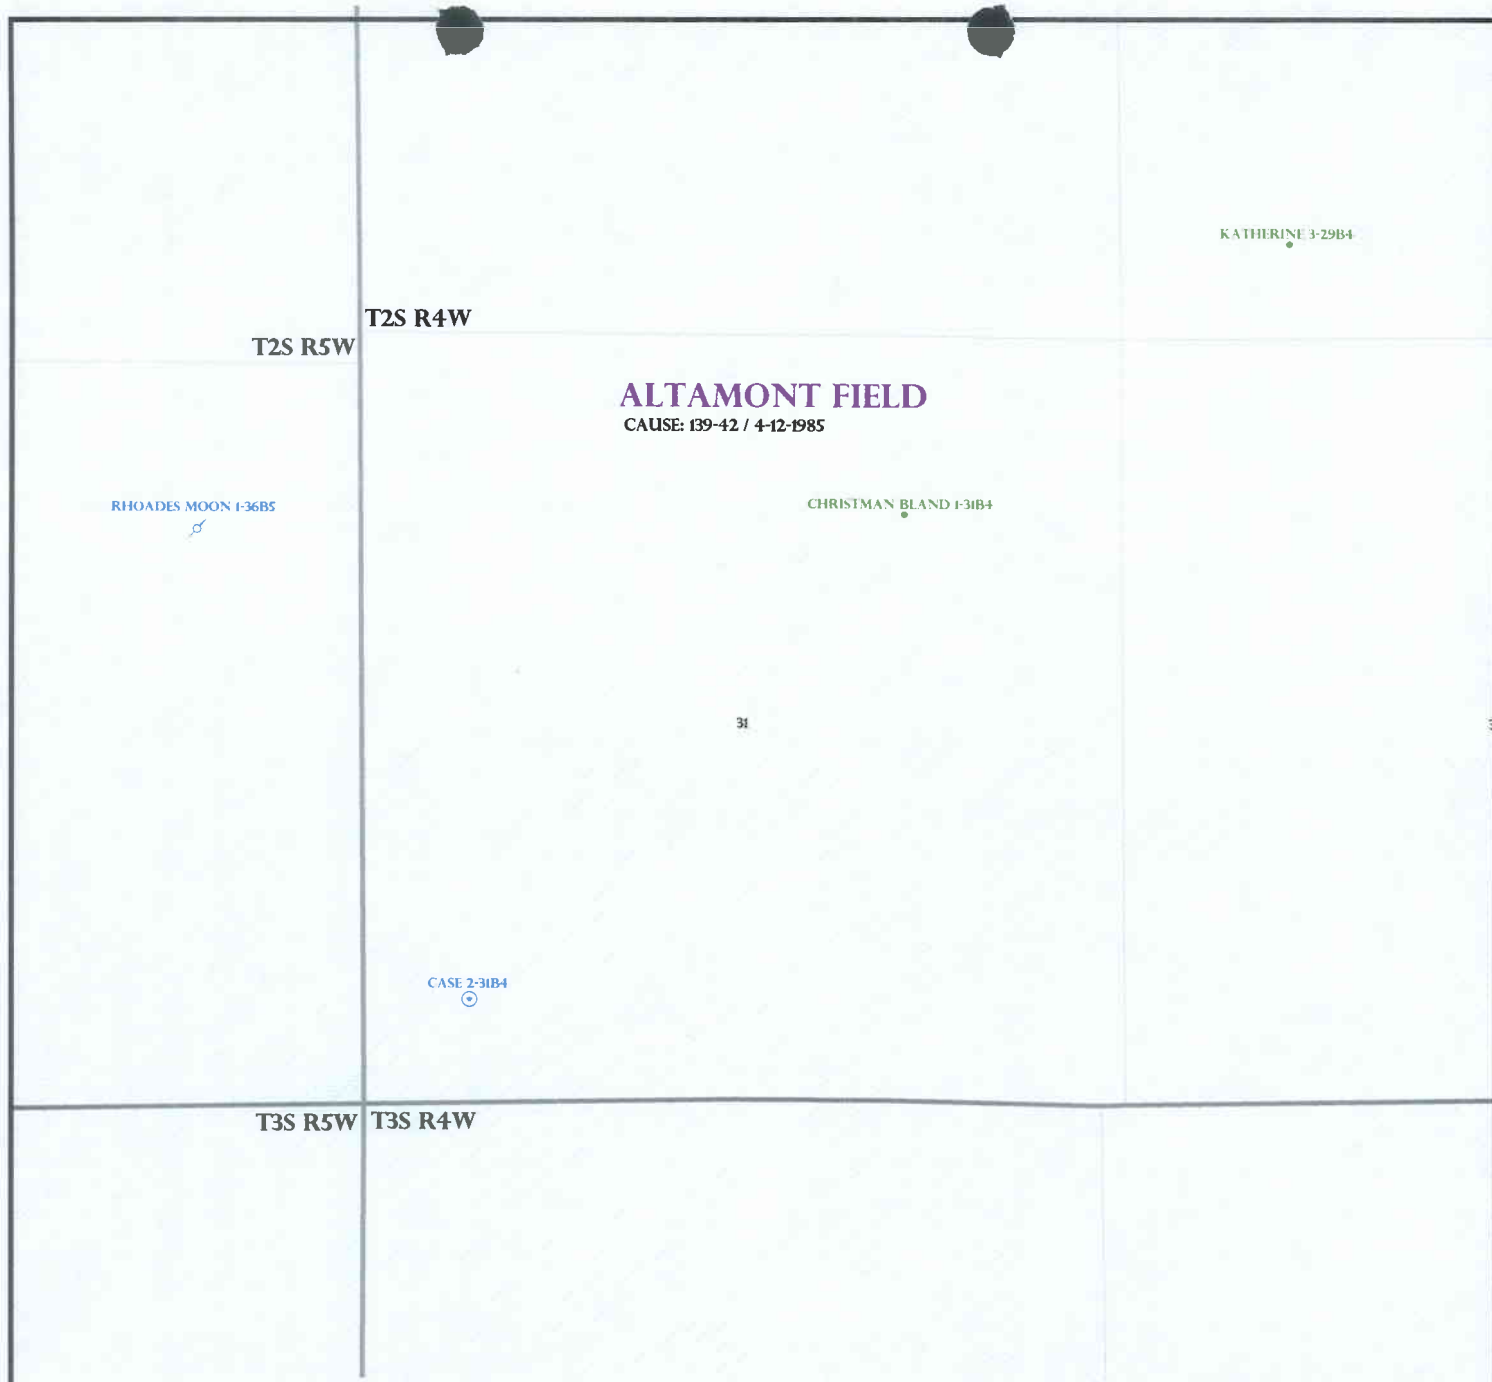 KATHERINE 3-29B4
T2S R4W
T2S R5W
ALTAMONT FIELD
CAUSE: 139-42 / 4-12-1985
RHOADES MOON 1-36B5
CHRISTMAN BLAND 1-31B4
31
CASE 2-31B4
T3S R5W
T3S R4W